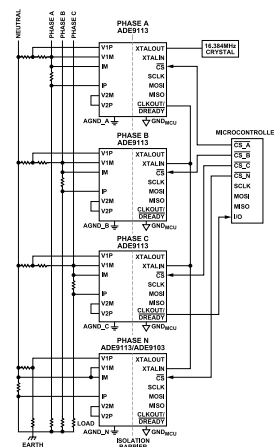 NEUTRAL
PHASE A
PHASE B
PHASE C
PHASE A
ADE9113
V1P
V1M
IM
IP
V2M
V2P
XTALOUT
XTALIN
CS
SCLK
MOSI
MISO
CLKOUT/
DREADY
AGND_A
GNDMCU
16.384MHz
CRYSTAL
PHASE B
ADE9113
V1P
V1M
IM
IP
V2M
V2P
XTALOUT
XTALIN
CS
SCLK
MOSI
MISO
CLKOUT/
DREADY
AGND_B
GNDMCU
MICROCONTROLLE
CS_A
CS_B
CS_C
CS_N
SCLK
MOSI
MISO
I/O
PHASE C
ADE9113
V1P
V1M
IM
IP
V2M
V2P
XTALOUT
XTALIN
CS
SCLK
MOSI
MISO
CLKOUT/
DREADY
AGND_C
GNDMCU
PHASE N
ADE9113/ADE9103
V1P
V1M
IM
IP
V2M
V2P
XTALOUT
XTALIN
CS
SCLK
MOSI
MISO
CLKOUT/
DREADY
LOAD
AGND_N
GNDMCU
EARTH
ISOLATION
BARRIER